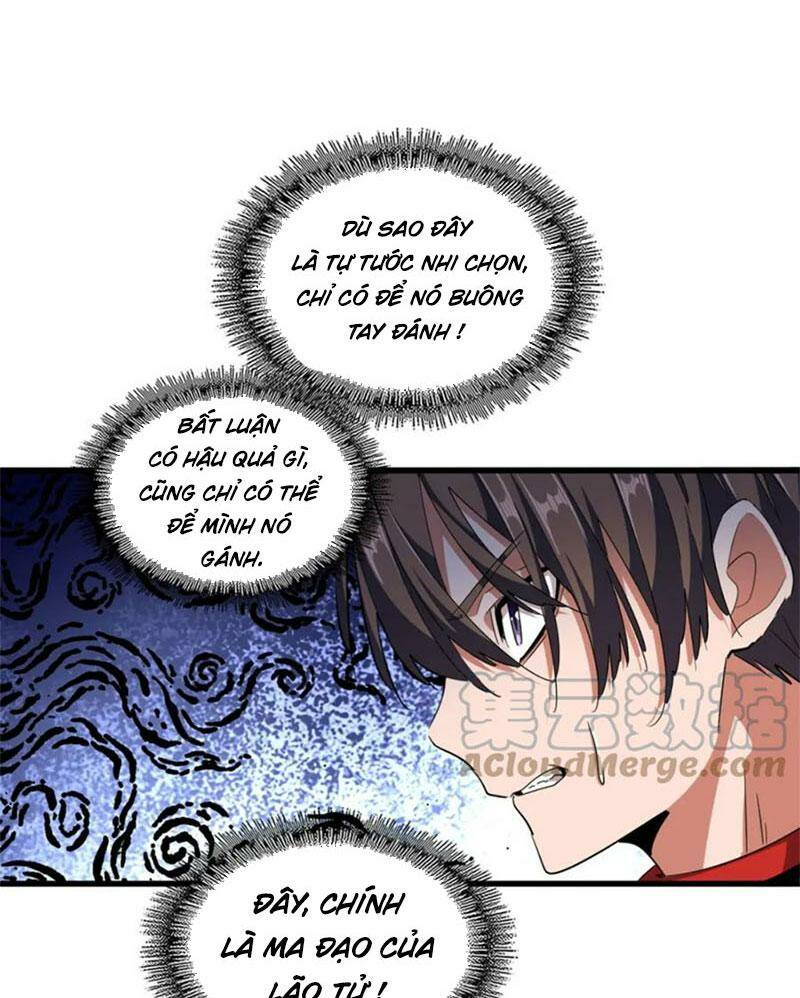 DÙ SAO ĐÂY
LÀ TỰ TƯỚC NHI CHỌN,
CHỈ CÓ ĐỂ NÓ BUÔNG
TAY ĐÁNH !
BẤT LUẬN
CÓ HẬU QUẢ GÌ,
CŨNG CHỈ CÓ THỂ
ĐỂ MÌNH NÓ
GÁNH.
集云数据
ACloudMerge.com
ĐÂY, CHÍNH
LÀ MA ĐẠO CỦA
LÃO TỬ !